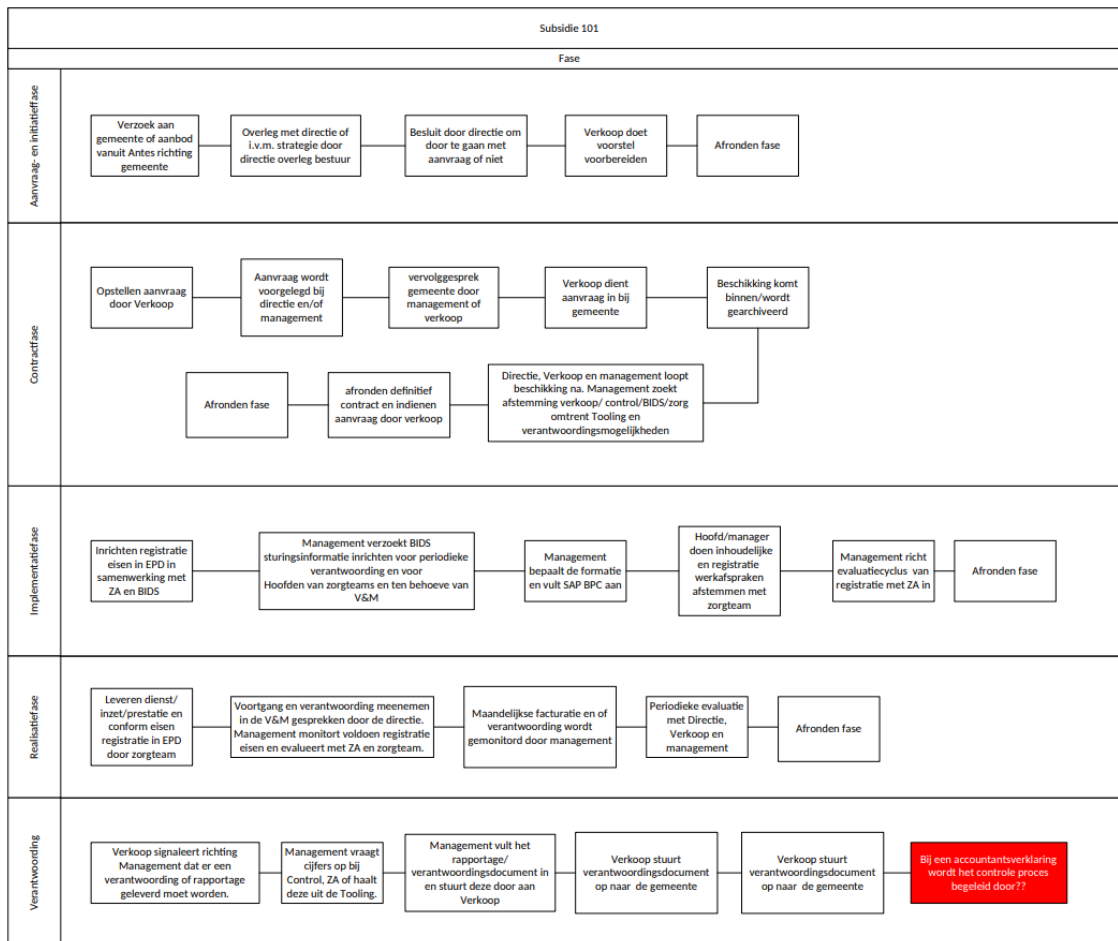 Subsidie 101
Fase
Aanvraag- en initiatieffase
Verzoek aan
gemeente of aanbod
vanuit Antes richting
gemeente
Overleg met directie of
i.v.m. strategie door
directie overleg bestuur
Besluit door directie om
door te gaan met
aanvraag of niet
Verkoop doet
voorstel
voorbereiden
Afronden fase
Contractfase
Opstellen aanvraag
door Verkoop
Aanvraag wordt
voorgelegd bij
directie en/of
management
vervolggesprek
gemeente door
management of
verkoop
Verkoop dient
aanvraag in bij
gemeente
Beschikking komt
binnen/wordt
gearchiveerd
Directie, Verkoop en management loopt
beschikking na. Management zoekt
afstemming verkoop/ control/BIDS/zorg
omtrent Tooling en
verantwoordingsmogelijkheden
afronden definitief
contract en indienen
aanvraag door verkoop
Afronden fase
Implementatiefase
Inrichten registratie
eisen in EPD in
samenwerking met
ZA en BIDS
Management verzoekt BIDS
sturingsinformatie inrichten voor periodieke
verantwoording en voor
Hoofden van zorgteams en ten behoeve van
V&M
Management
bepaalt de formatie
en vult SAP BPC aan
Hoofd/manager
doen inhoudelijke
en registratie
werkafspraken
afstemmen met
zorgteam
Management richt
evaluatiecyclus van
registratie met ZA in
Afronden fase
Realisatiefase
Leveren dienst/
inzet/prestatie en
conform eisen
registratie in EPD
door zorgteam
Voortgang en verantwoording meenemen
in de V&M gesprekken door de directie.
Management monitort voldoen registratie
eisen en evalueert met ZA en zorgteam.
Maandelijkse facturatie en of
verantwoording wordt
gemonitord door management
Periodieke evaluatie
met Directie,
Verkoop en
management
Afronden fase
Verantwoording
Verkoop signaleert richting
Management dat er een
verantwoording of rapportage
geleverd moet worden.
Management vraagt
cijfers op bij
Control, ZA of haalt
deze uit de Tooling.
Management vult het
rapportage/
verantwoordingsdocument in
en stuurt deze door aan
Verkoop
Verkoop stuurt
verantwoordingsdocument
op naar de gemeente
Verkoop stuurt
verantwoordingsdocument
op naar de gemeente
Bij een accountantsverklaring
wordt het controle proces
begeleid door??